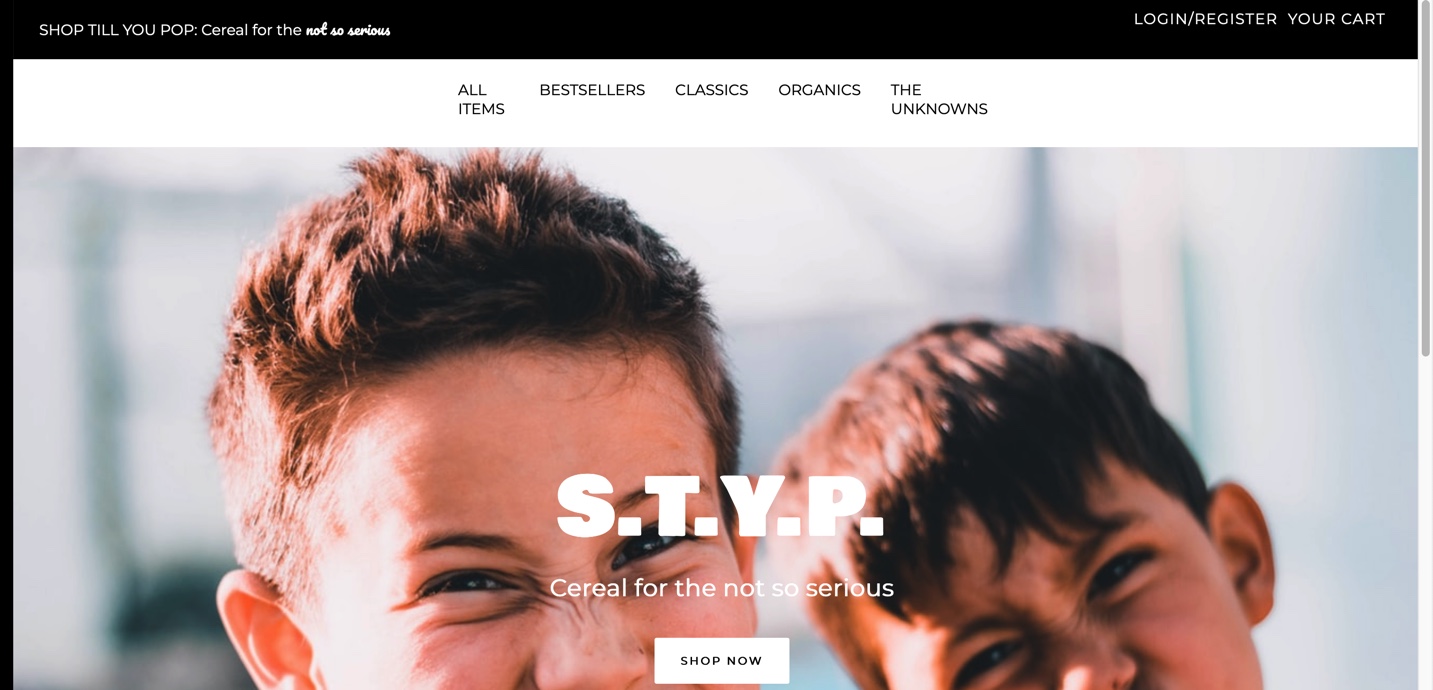 SHOP TILL YOU POP: Cereal for the not so serious
LOGIN/REGISTER YOUR CART
ALL
ITEMS
BESTSELLERS
CLASSICS
ORGANICS
THE
UNKNOWNS
S.T.Y.P.
Cereal for the not so serious
SHOP NOW